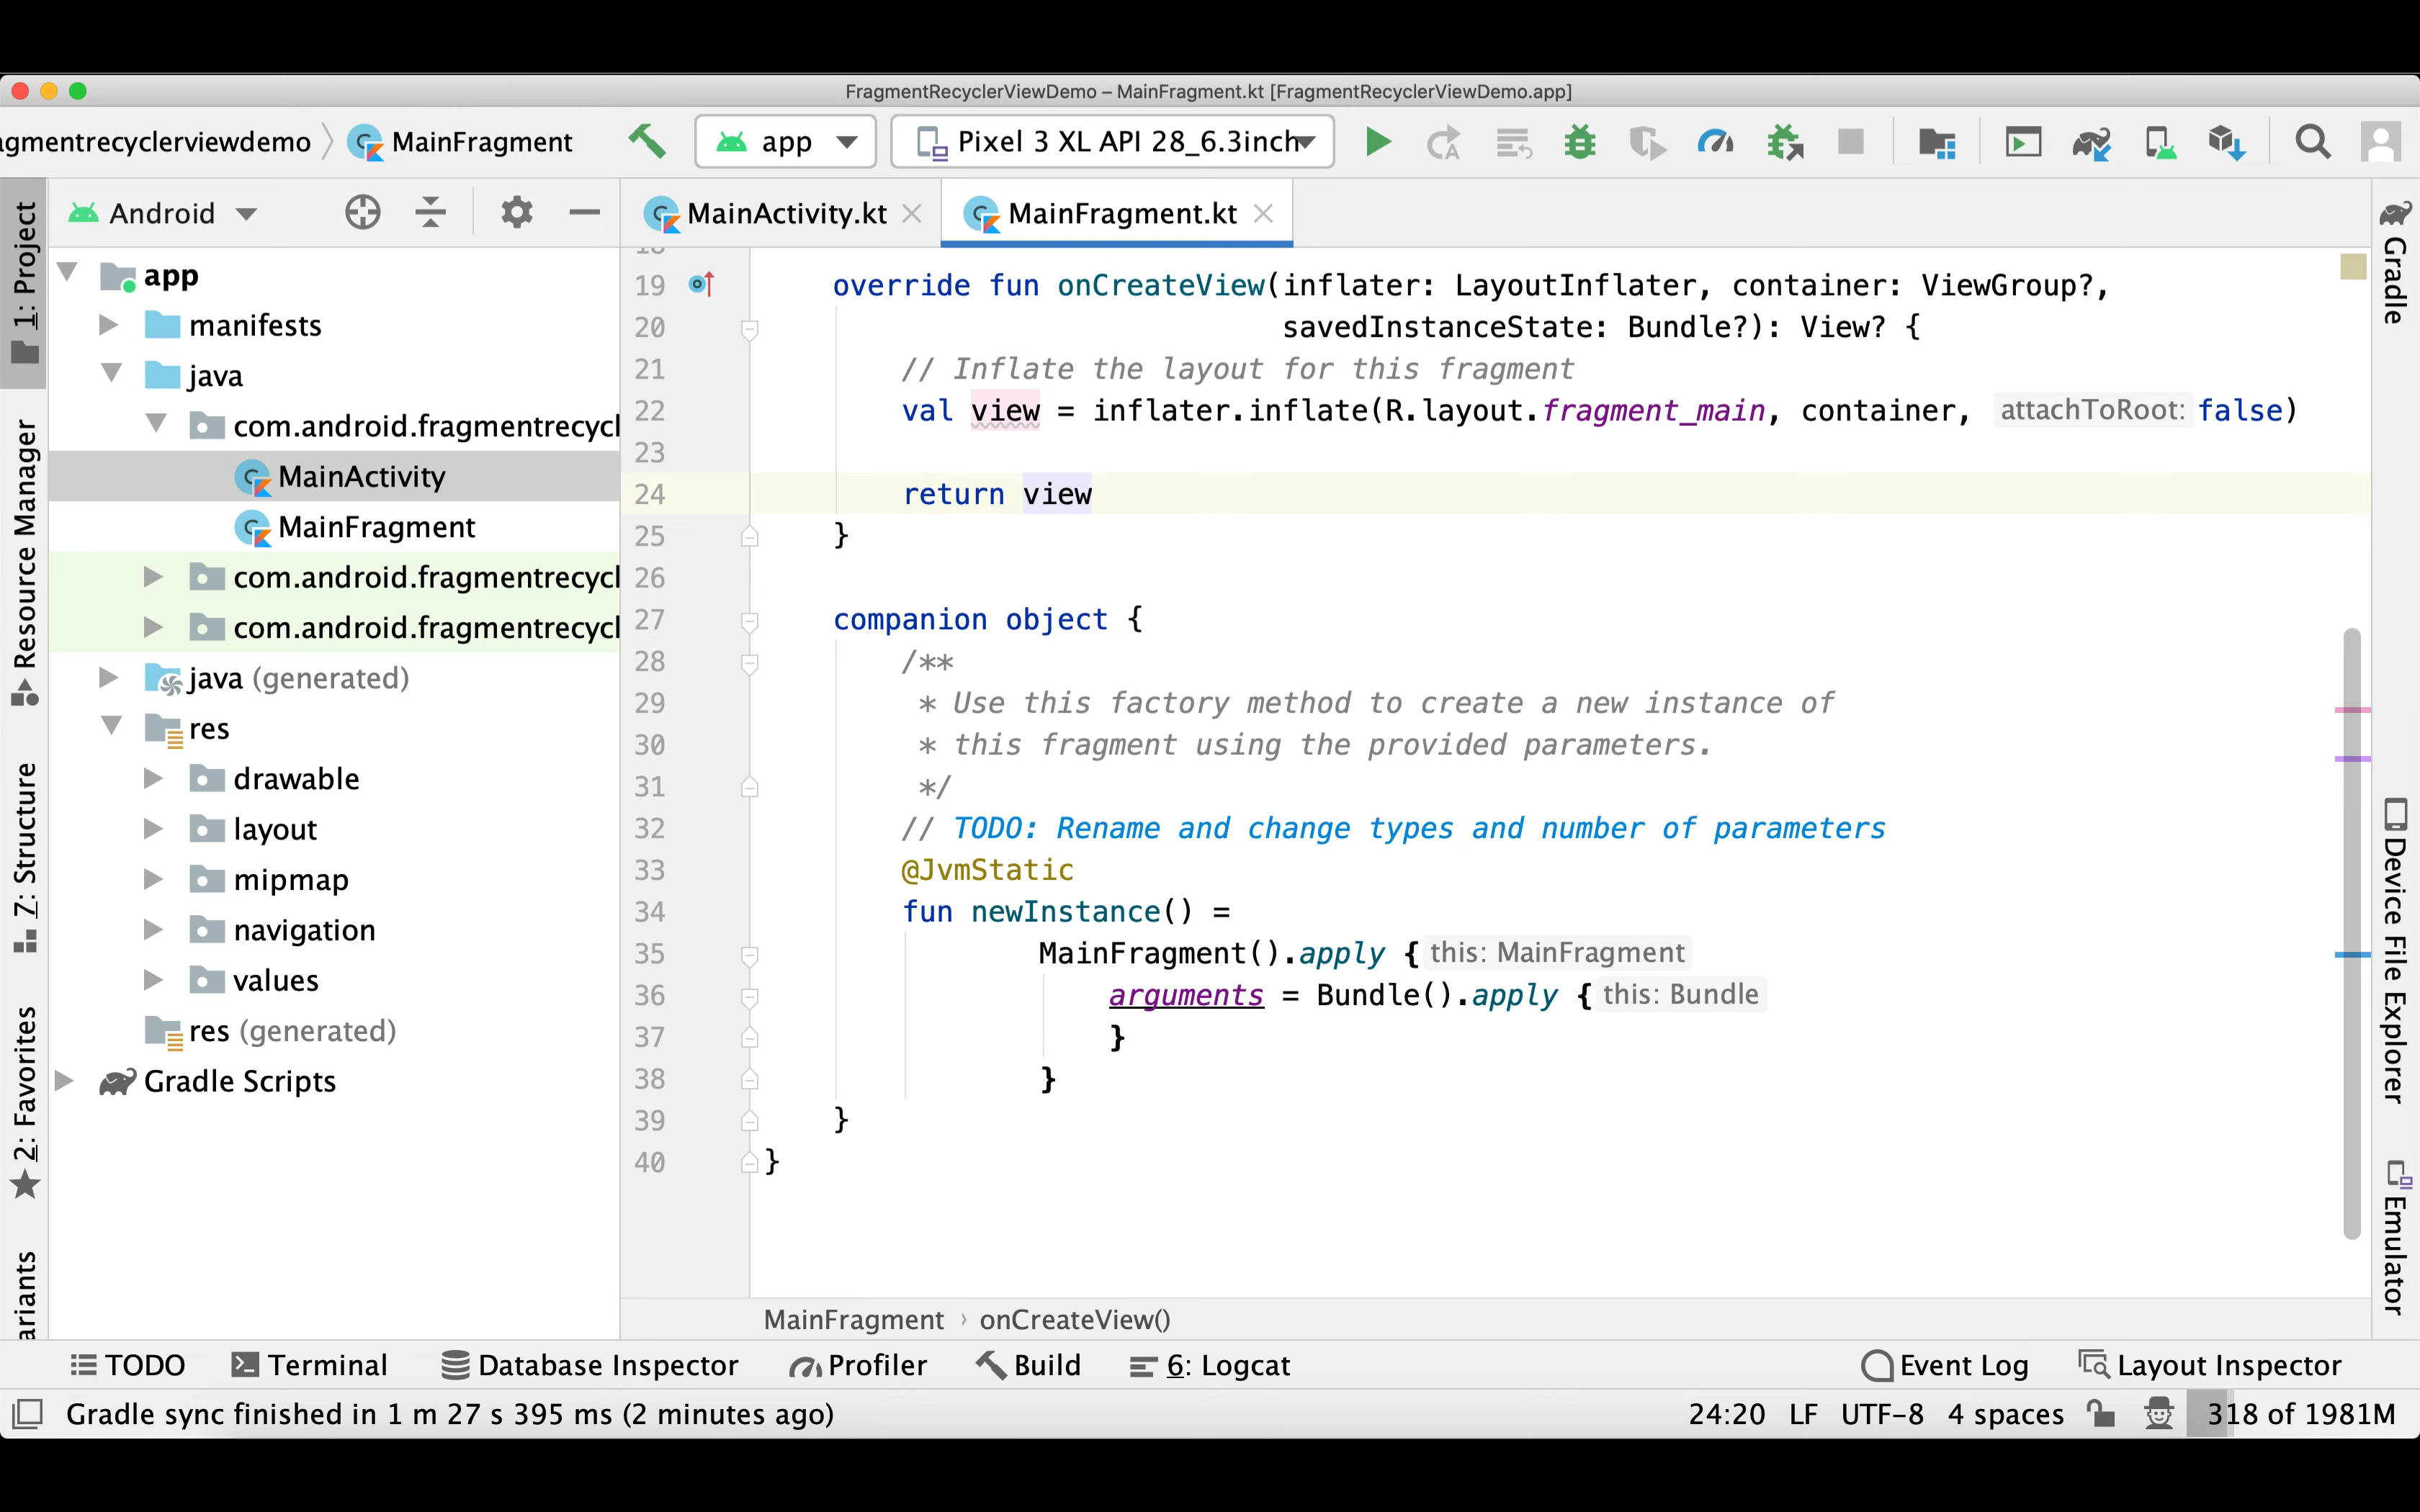 FragmentRecyclerViewDemo – MainFragment.kt [FragmentRecyclerViewDemo.app]
agmentrecyclerviewdemo
MainFragment
app
Pixel 3 XL API 28_6.3inch
Android
MainActivity.kt
MainFragment.kt
1: Project
Resource Manager
7: Structure
2: Favorites
ariants
app
manifests
java
com.android.fragmentrecycl
MainActivity
MainFragment
com.android.fragmentrecycl
com.android.fragmentrecycl
java (generated)
res
drawable
layout
mipmap
navigation
values
res (generated)
Gradle Scripts
18
19 override fun onCreateView(inflater: LayoutInflater, container: ViewGroup?,
20 savedInstanceState: Bundle?): View? {
21 // Inflate the layout for this fragment
22 val view = inflater.inflate(R.layout.fragment_main, container, attachToRoot: false)
23
24 return view
25 }
26
27 companion object {
28 /**
29 * Use this factory method to create a new instance of
30 * this fragment using the provided parameters.
31 */
32 // TODO: Rename and change types and number of parameters
33 @JvmStatic
34 fun newInstance() =
35 MainFragment().apply { this: MainFragment
36 arguments = Bundle().apply { this: Bundle
37 }
38 }
39 }
40 }
MainFragment › onCreateView()
Gradle
Device File Explorer
Emulator
TODO
Terminal
Database Inspector
Profiler
Build
6: Logcat
Event Log
Layout Inspector
Gradle sync finished in 1 m 27 s 395 ms (2 minutes ago)
24:20 LF UTF-8 4 spaces
318 of 1981M